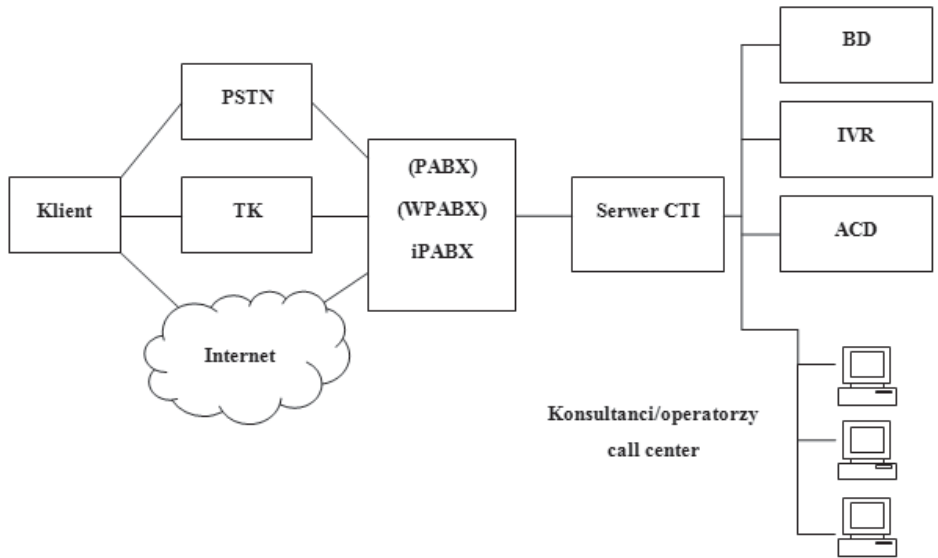 Klient
PSTN
TK
Internet
(PABX)
(WPABX)
iPABX
Serwer CTI
BD
IVR
ACD
Konsultanci/operatorzy
call center